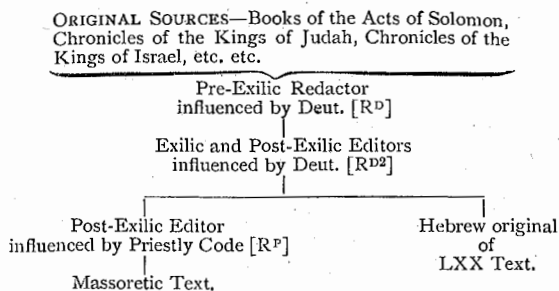 ORIGINAL SOURCES—Books of the Acts of Solomon,
Chronicles of the Kings of Judah, Chronicles of the
Kings of Israel, etc. etc.
Pre-Exilic Redactor
influenced by Deut. [Rᴰ]
Exilic and Post-Exilic Editors
influenced by Deut. [Rᴰ²]
Post-Exilic Editor
influenced by Priestly Code [Rᴾ]
Massoretic Text.
Hebrew original
of
LXX Text.